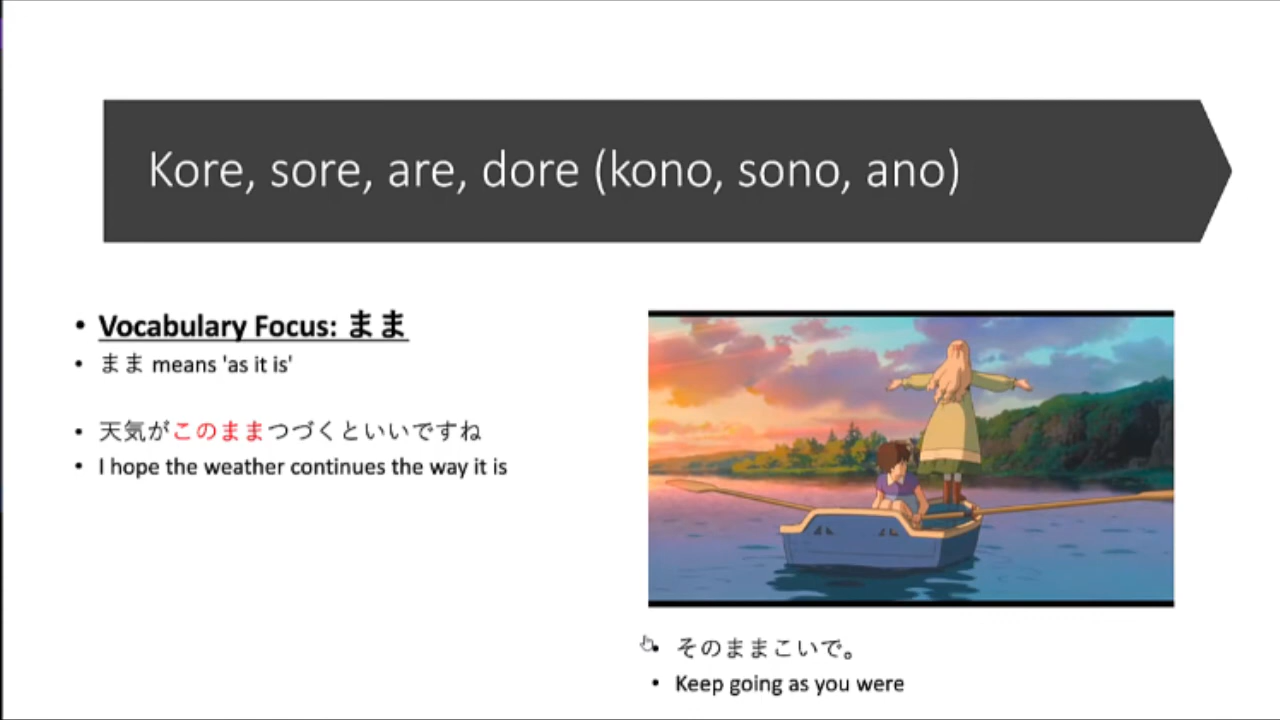 Kore, sore, are, dore (kono, sono, ano)
• Vocabulary Focus: まま
• まま means 'as it is'
• 天気がこのままつづくといいですね
• I hope the weather continues the way it is
• そのままこいで。
• Keep going as you were